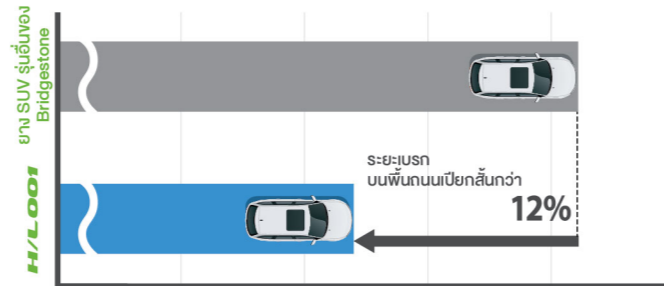 ยาง SUV รุ่นอื่นของ
Bridgestone
H/L001
ระยะเบรก
บนพื้นถนนเปียกสั้นกว่า
12%